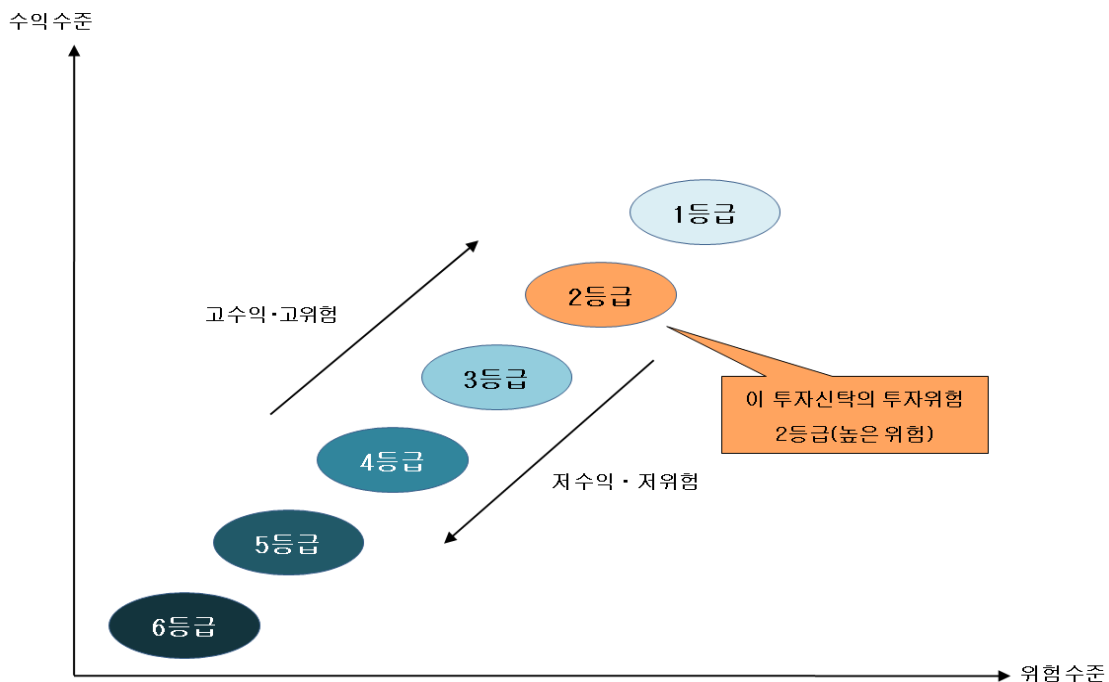 수익수준
1등급
2등급
고수익·고위험
3등급
이 투자신탁의 투자위험
2등급(높은 위험)
4등급
저수익 · 저위험
5등급
6등급
위험수준